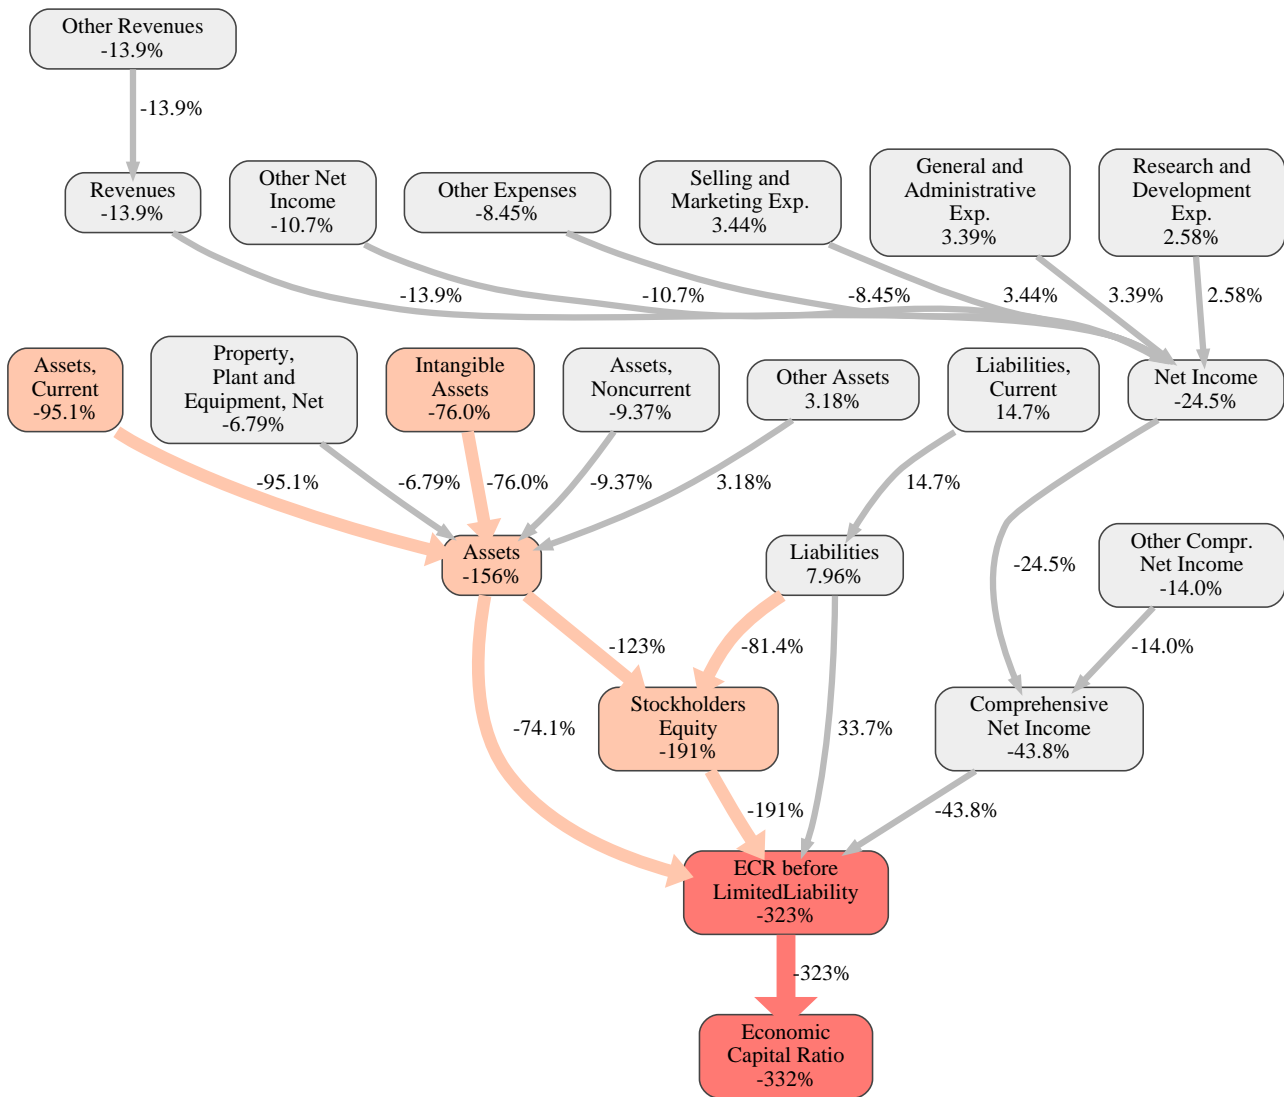 Other Revenues
-13.9%
-13.9%
Revenues
-13.9%
Other Net
Income
-10.7%
Other Expenses
-8.45%
Selling and
Marketing Exp.
3.44%
General and
Administrative
Exp.
3.39%
Research and
Development
Exp.
2.58%
-13.9%
-10.7%
-8.45%
3.44%
3.39%
2.58%
Assets,
Current
-95.1%
Property,
Plant and
Equipment, Net
-6.79%
Intangible
Assets
-76.0%
Assets,
Noncurrent
-9.37%
Other Assets
3.18%
Liabilities,
Current
14.7%
Net Income
-24.5%
-95.1%
-6.79%
-76.0%
-9.37%
3.18%
14.7%
Assets
-156%
Liabilities
7.96%
-24.5%
Other Compr.
Net Income
-14.0%
-123%
-81.4%
-14.0%
-74.1%
Stockholders
Equity
-191%
33.7%
Comprehensive
Net Income
-43.8%
-191%
-43.8%
ECR before
LimitedLiability
-323%
-323%
Economic
Capital Ratio
-332%